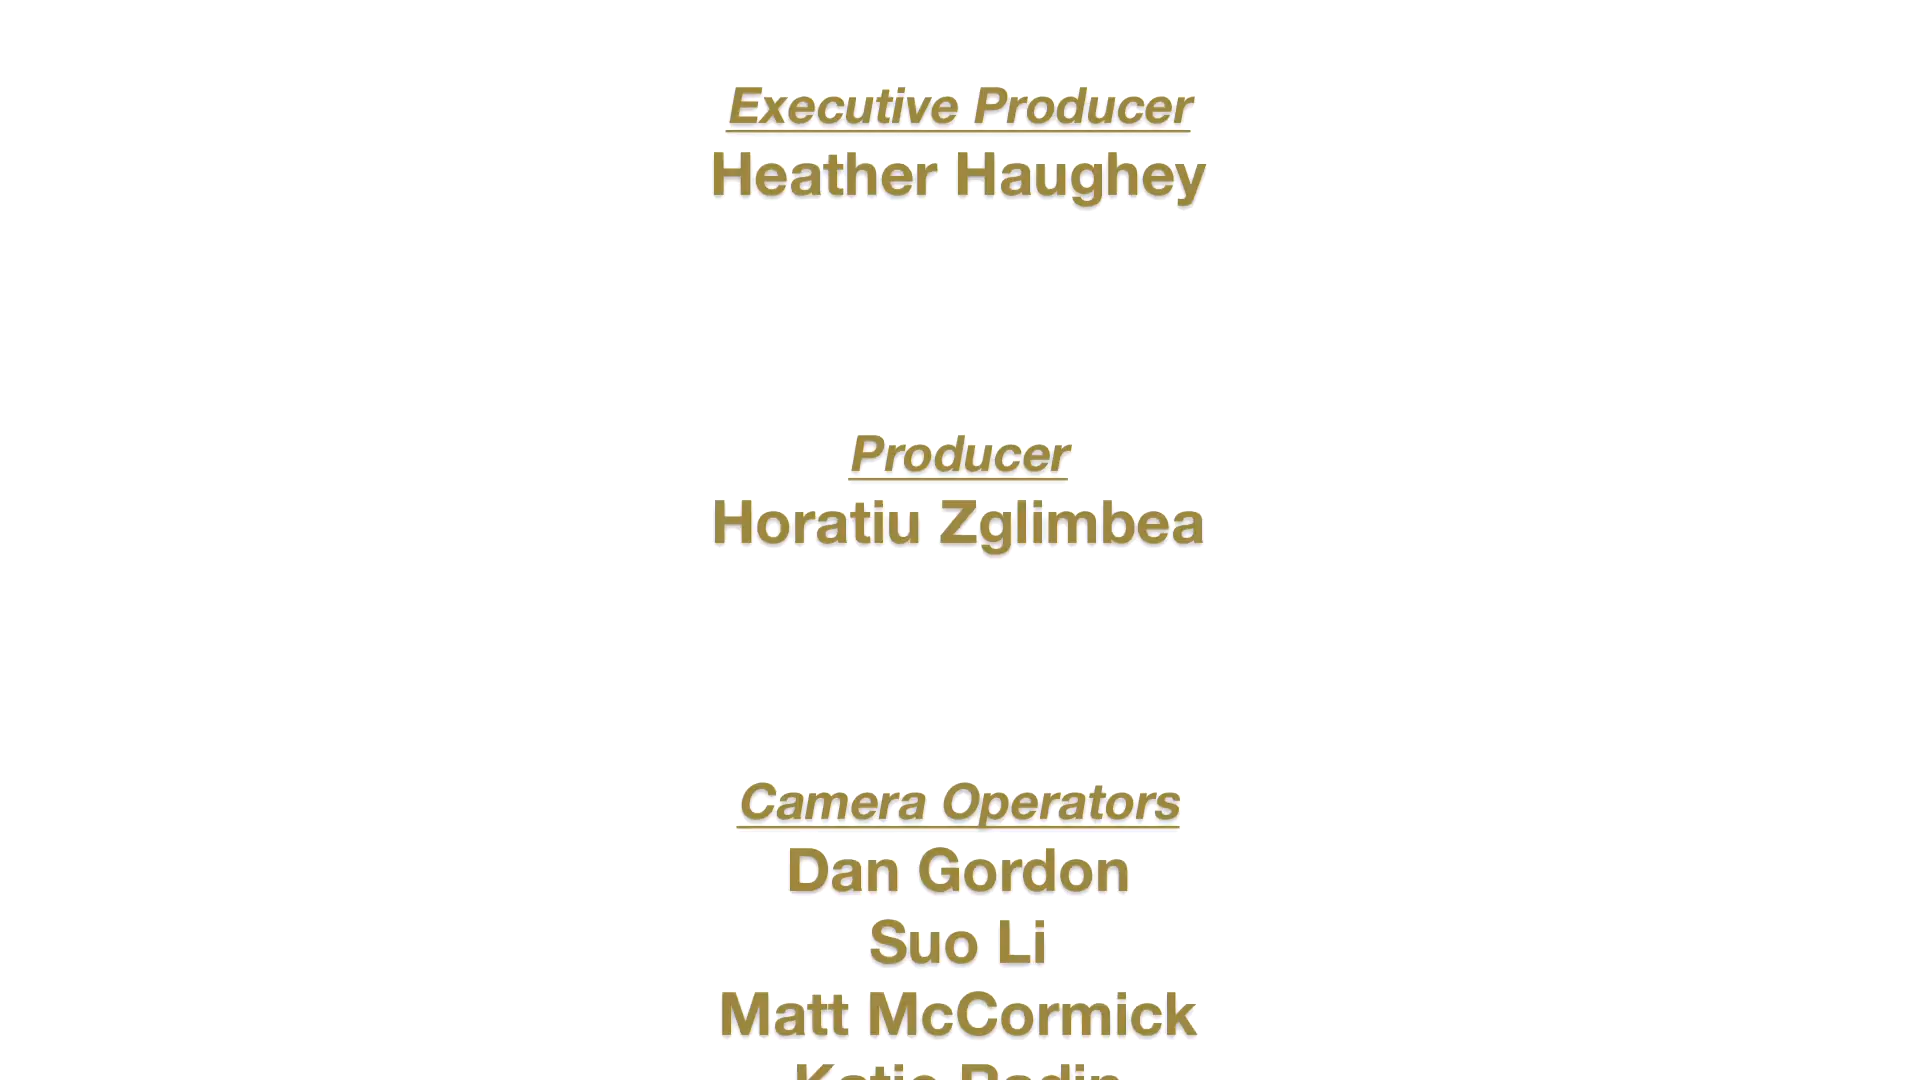 Executive Producer
Heather Haughey
Producer
Horatiu Zglimbea
Camera Operators
Dan Gordon
Suo Li
Matt McCormick